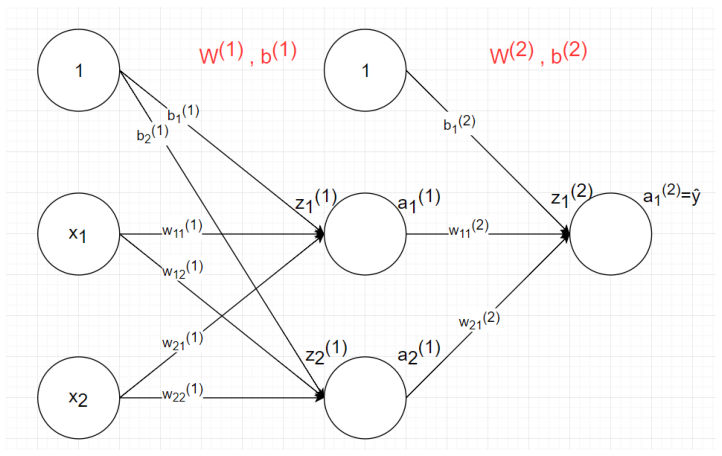 W⁽¹⁾ , b⁽¹⁾
W⁽²⁾ , b⁽²⁾
1
1
b₁⁽¹⁾
b₂⁽¹⁾
b₁⁽²⁾
z₁⁽¹⁾
a₁⁽¹⁾
z₁⁽²⁾
a₁⁽²⁾=ŷ
x₁
w₁₁⁽¹⁾
w₁₁⁽²⁾
w₁₂⁽¹⁾
w₂₁⁽¹⁾
w₂₁⁽²⁾
z₂⁽¹⁾
a₂⁽¹⁾
x₂
w₂₂⁽¹⁾